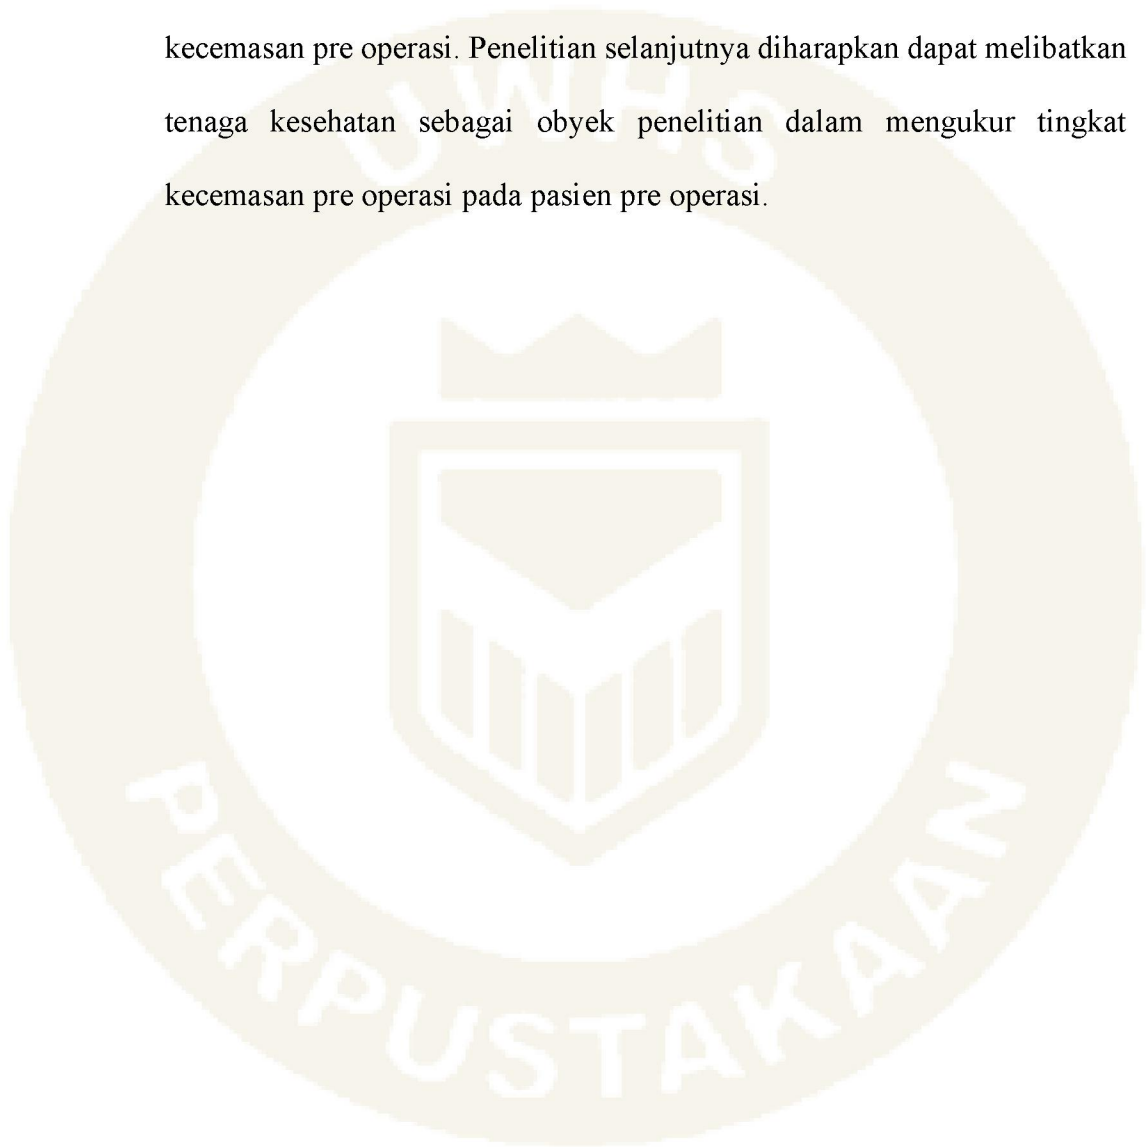 kecemasan pre operasi. Penelitian selanjutnya diharapkan dapat melibatkan
tenaga kesehatan sebagai obyek penelitian dalam mengukur tingkat
kecemasan pre operasi pada pasien pre operasi.
UWHS
PERPUSTAKAAN